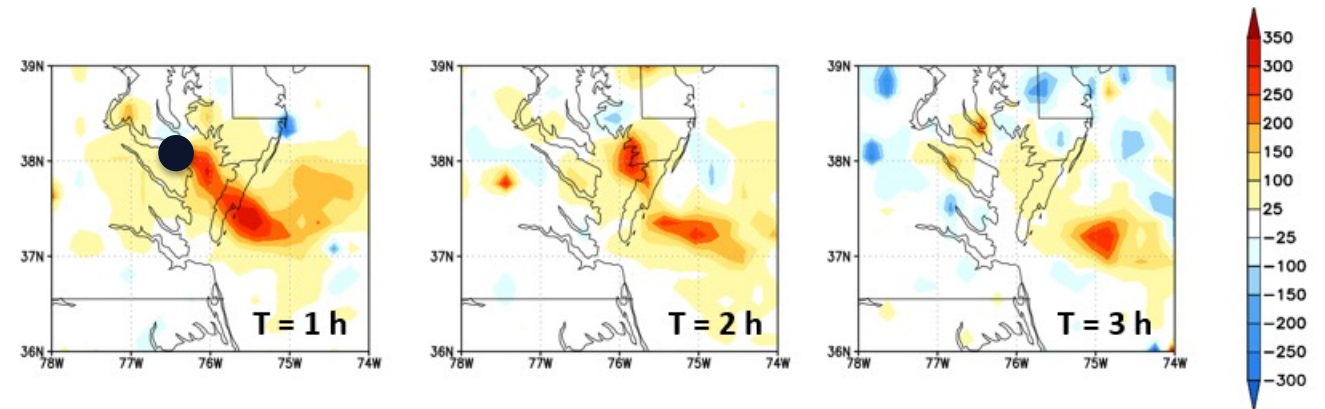 39N
38N
37N
36N
78W 77W 76W 75W 74W
T = 1 h
39N
38N
37N
36N
78W 77W 76W 75W 74W
T = 2 h
39N
38N
37N
36N
78W 77W 76W 75W 74W
T = 3 h
350
300
250
200
150
100
25
−25
−100
−150
−200
−250
−300